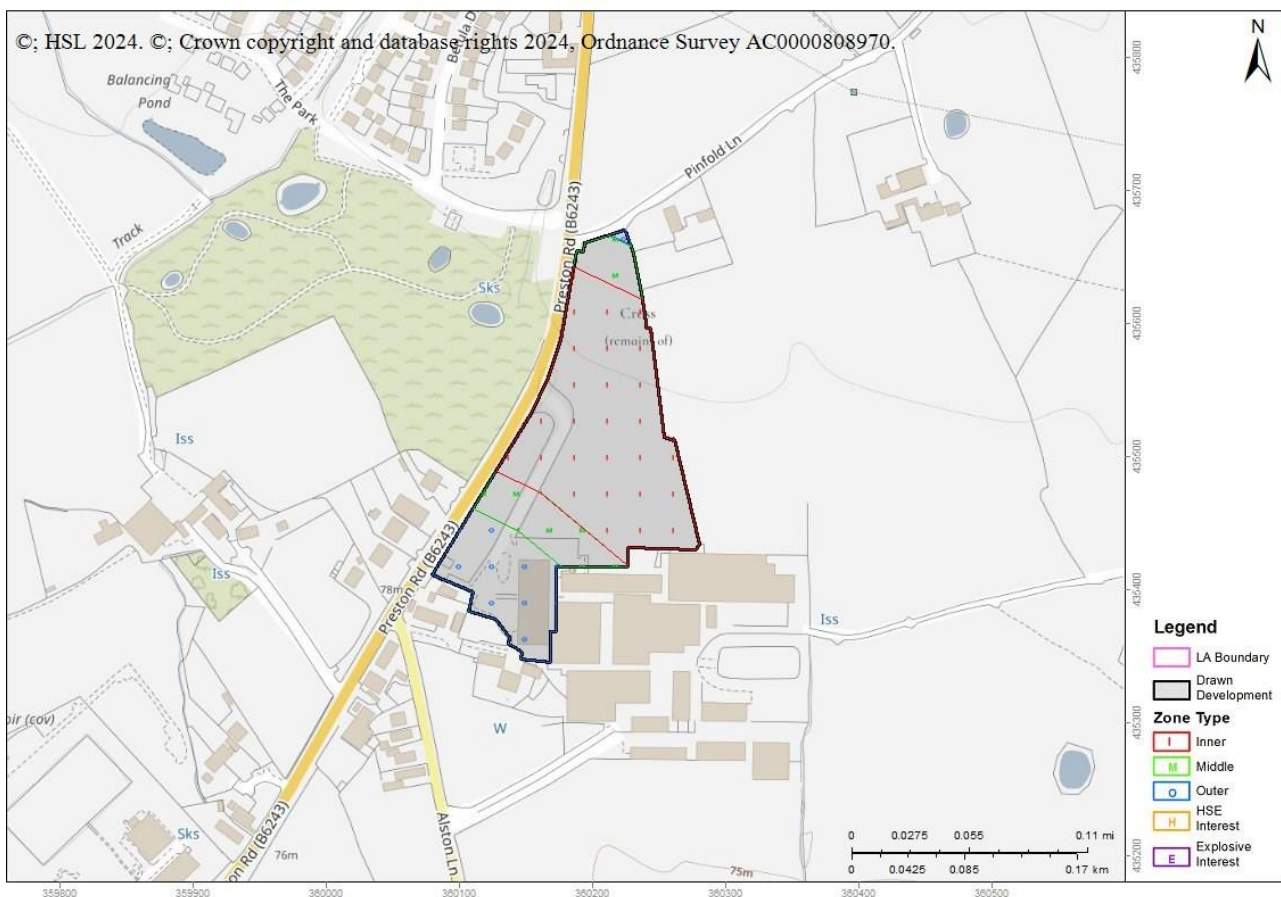 ©; HSL 2024. ©; Crown copyright and database rights 2024, Ordnance Survey AC0000808970.
N
Balancing
Pond
The Park
Preston Rd (B6243)
Pinfold Ln
Track
Sks
Cross
(remains of)
Iss
Iss
Preston Rd (B6243)
78m
Iss
W
Sks
Preston Rd (B6243)
76m
Alston Ln
75m
435800
435700
435600
435500
435400
435300
435200
359800
359900
360000
360100
360200
360300
360400
360500
0 0.0275 0.055 0.11 mi
0 0.0425 0.085 0.17 km
Legend
LA Boundary
Drawn
Development
Zone Type
I Inner
M Middle
O Outer
H HSE
Interest
E Explosive
Interest